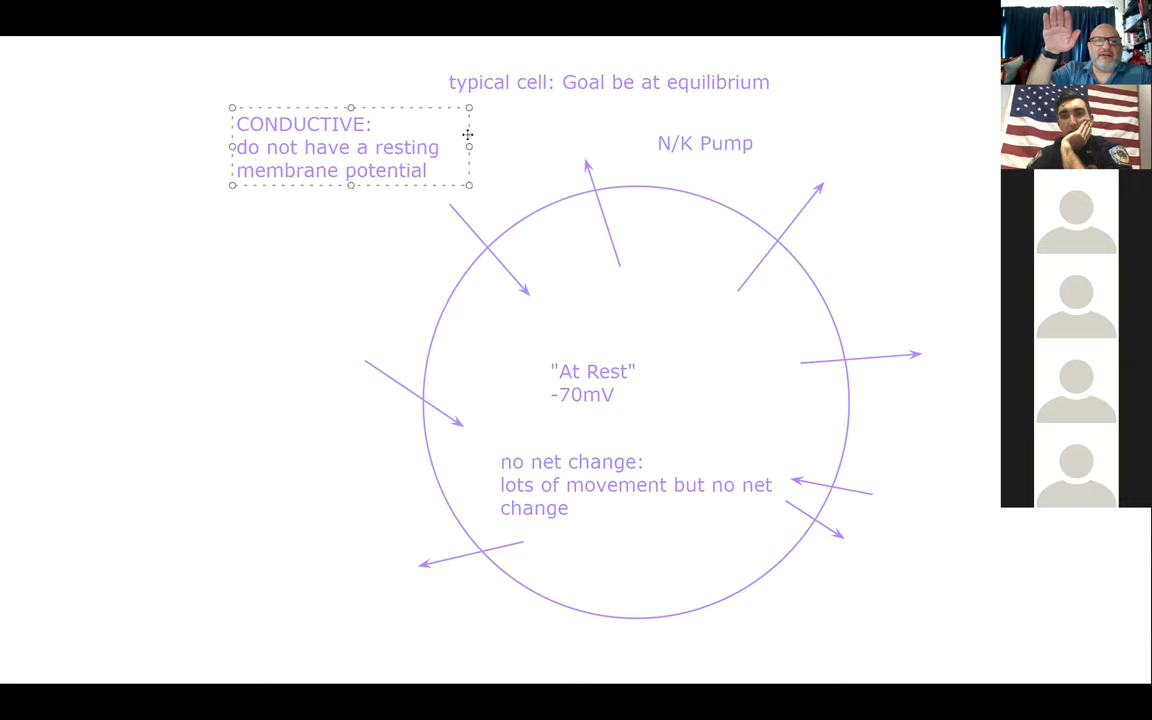 typical cell: Goal be at equilibrium
CONDUCTIVE:
do not have a resting
membrane potential
N/K Pump
"At Rest"
-70mV
no net change:
lots of movement but no net
change